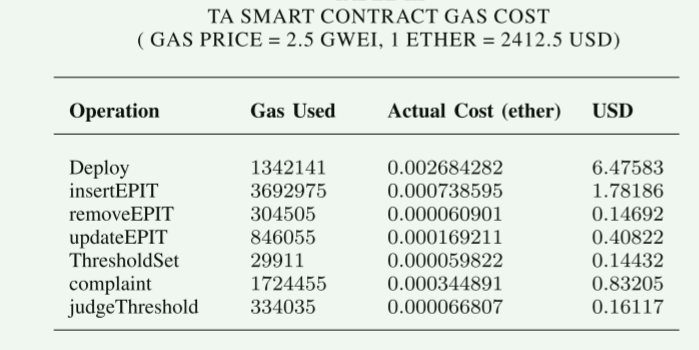 TA SMART CONTRACT GAS COST
( GAS PRICE = 2.5 GWEI, 1 ETHER = 2412.5 USD)
Operation Gas Used Actual Cost (ether) USD
Deploy 1342141 0.002684282 6.47583
insertEPIT 3692975 0.000738595 1.78186
removeEPIT 304505 0.000060901 0.14692
updateEPIT 846055 0.000169211 0.40822
ThresholdSet 29911 0.000059822 0.14432
complaint 1724455 0.000344891 0.83205
judgeThreshold 334035 0.000066807 0.16117